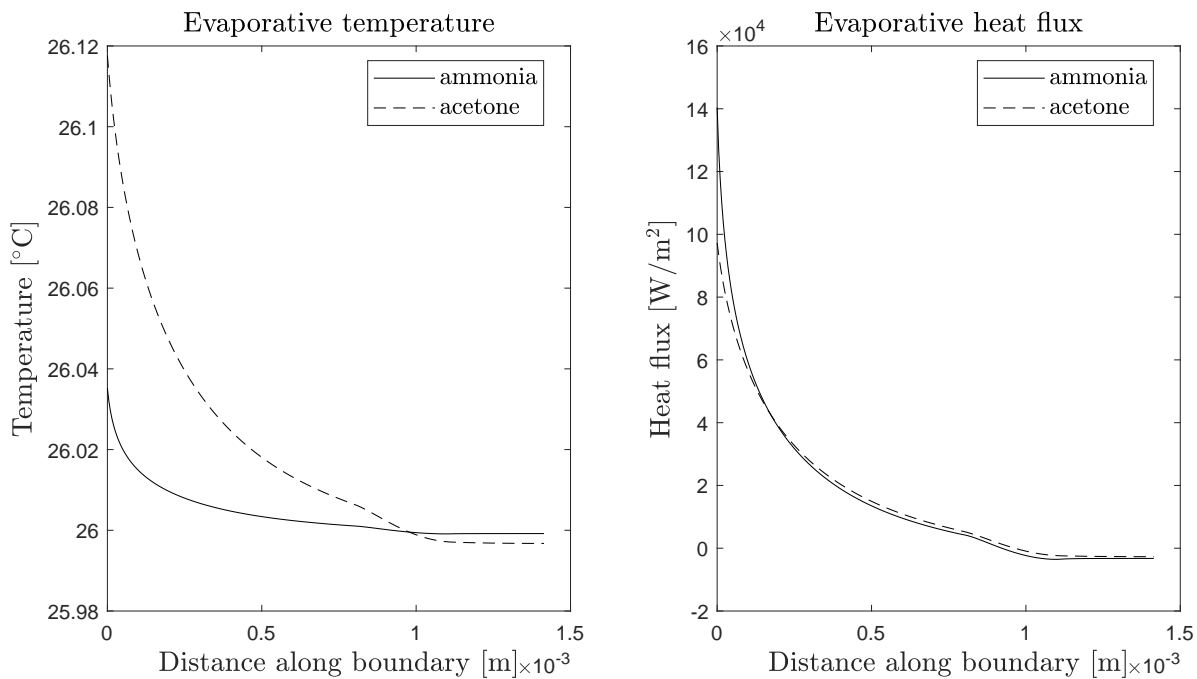 Evaporative temperature
26.12
26.1
26.08
26.06
26.04
26.02
26
25.98
0
0.5
1
1.5
Temperature [°C]
Distance along boundary [m]
×10⁻³
ammonia
acetone
Evaporative heat flux
×10⁴
16
14
12
10
8
6
4
2
0
-2
0
0.5
1
1.5
Heat flux [W/m²]
Distance along boundary [m]
×10⁻³
ammonia
acetone